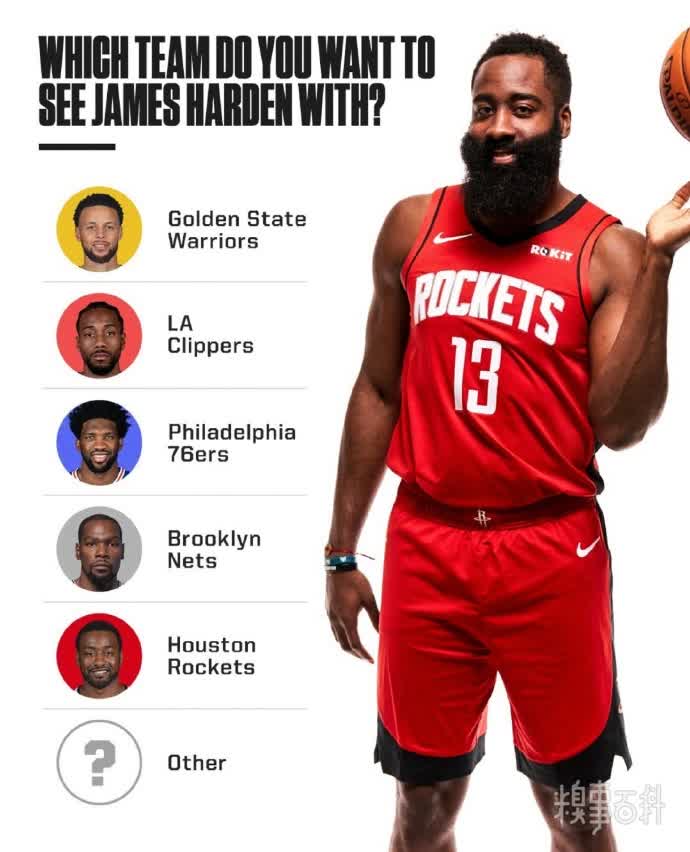 WHICH TEAM DO YOU WANT TO
SEE JAMES HARDEN WITH?
Golden State
Warriors
LA
Clippers
Philadelphia
76ers
Brooklyn
Nets
Houston
Rockets
?
Other
ROKiT
ROCKETS
13
R
SPALDING
糗事百科